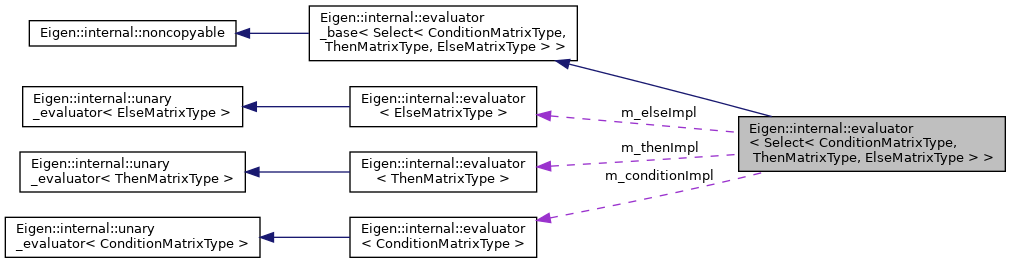 Eigen::internal::noncopyable
Eigen::internal::evaluator
_base< Select< ConditionMatrixType,
ThenMatrixType, ElseMatrixType > >
Eigen::internal::unary
_evaluator< ElseMatrixType >
Eigen::internal::evaluator
< ElseMatrixType >
m_elseImpl
Eigen::internal::evaluator
< Select< ConditionMatrixType,
ThenMatrixType, ElseMatrixType > >
Eigen::internal::unary
_evaluator< ThenMatrixType >
Eigen::internal::evaluator
< ThenMatrixType >
m_thenImpl
m_conditionImpl
Eigen::internal::unary
_evaluator< ConditionMatrixType >
Eigen::internal::evaluator
< ConditionMatrixType >